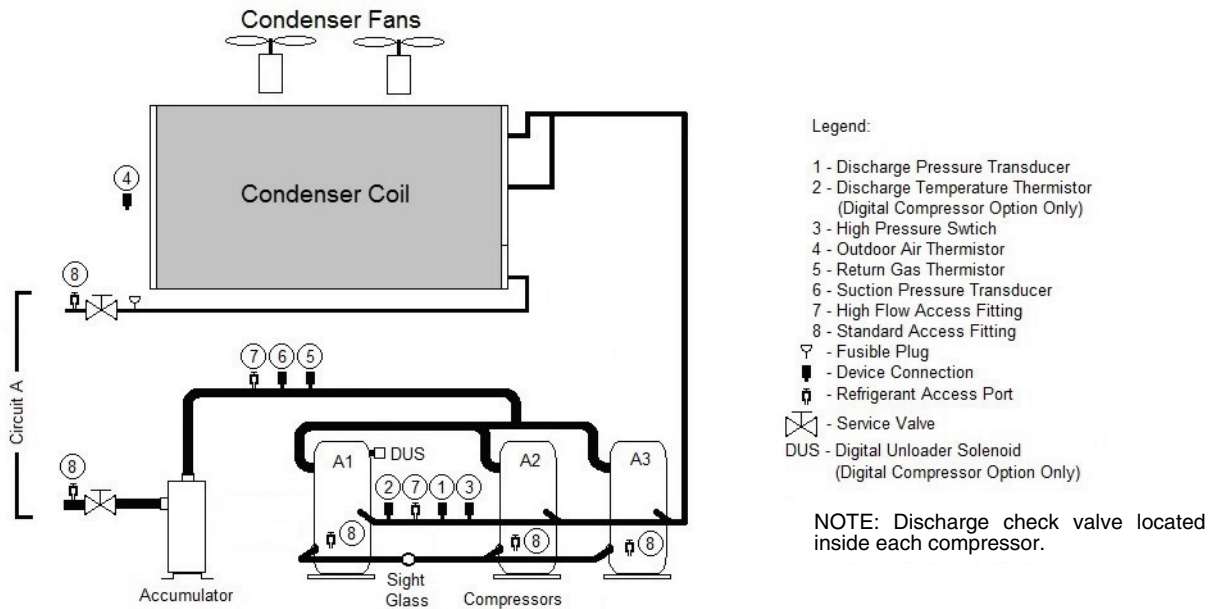 Condenser Fans
Condenser Coil
4
8
7 6 5
Circuit A
8
A1
DUS
A2
A3
2 7 1 3
8
8
8
Accumulator
Sight
Glass
Compressors
Legend:
1 - Discharge Pressure Transducer
2 - Discharge Temperature Thermistor
(Digital Compressor Option Only)
3 - High Pressure Swtich
4 - Outdoor Air Thermistor
5 - Return Gas Thermistor
6 - Suction Pressure Transducer
7 - High Flow Access Fitting
8 - Standard Access Fitting
- Fusible Plug
- Device Connection
- Refrigerant Access Port
- Service Valve
DUS - Digital Unloader Solenoid
(Digital Compressor Option Only)
NOTE: Discharge check valve located
inside each compressor.